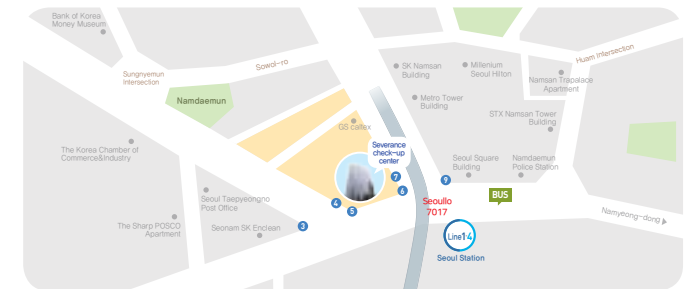 Bank of Korea
Money Museum
Sungnyemun
Intersection
Sowol-ro
Namdaemun
The Korea Chamber of
Commerce&Industry
Seoul Taepyeongno
Post Office
The Sharp POSCO
Apartment
Seonam SK Enclean
3
GS caltex
Severance
check-up
center
4
5
6
7
9
SK Namsan
Building
Millenium
Seoul Hilton
Metro Tower
Building
Huam intersection
Namsan Trapalace
Apartment
STX Namsan Tower
Building
Seoul Square
Building
Namdaemun
Police Station
BUS
Seoullo
7017
Line1·4
Seoul Station
Namyeong-dong